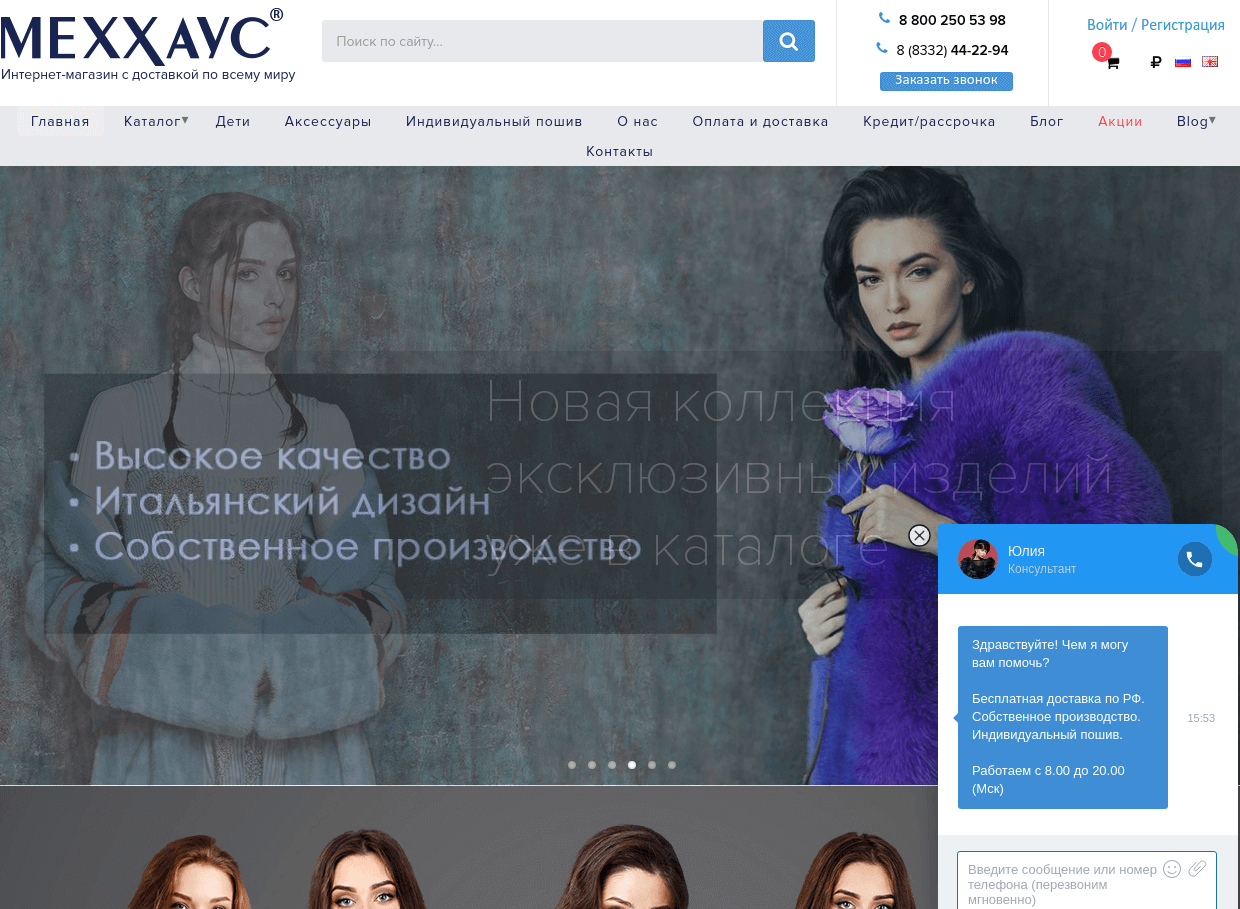 МЕХХАУС®
Интернет-магазин с доставкой по всему миру
Поиск по сайту...
8 800 250 53 98
8 (8332) 44-22-94
Заказать звонок
Войти / Регистрация
0
Главная Каталог▾ Дети Аксессуары Индивидуальный пошив О нас Оплата и доставка Кредит/рассрочка Блог Акции Blog▾
Контакты
Новая коллекция
эксклюзивных изделий
уже в каталоге
• Высокое качество
• Итальянский дизайн
• Собственное производство
Юлия
Консультант
Здравствуйте! Чем я могу
вам помочь?
Бесплатная доставка по РФ.
Собственное производство.
Индивидуальный пошив.
Работаем с 8.00 до 20.00
(Мск)
15:53
Введите сообщение или номер
телефона (перезвоним
мгновенно)